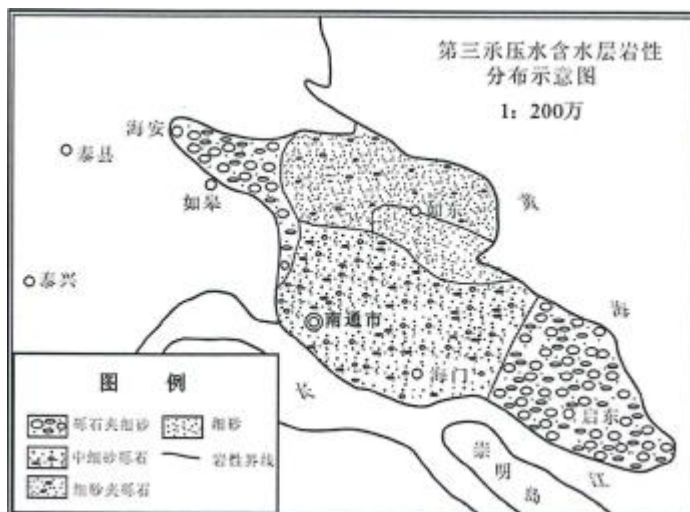 第三承压水含水层岩性
分布示意图
1：200万
海安
泰县
如皋
如东
黄
海
泰兴
南通市
海门
启东
长
江
崇
明
岛
图 例
砾石夹细砂
细砂
中细砂砾石
岩性界线
细砂夹砾石